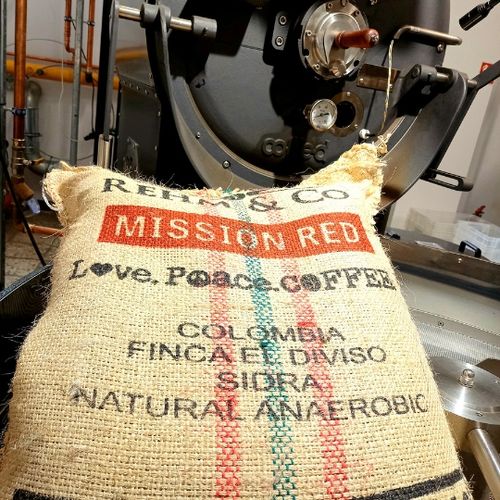 REHM & CO
MISSION RED
LOVE. PEACE. COFFEE
COLOMBIA
FINCA EL DIVISO
SIDRA
NATURAL ANAEROBIC